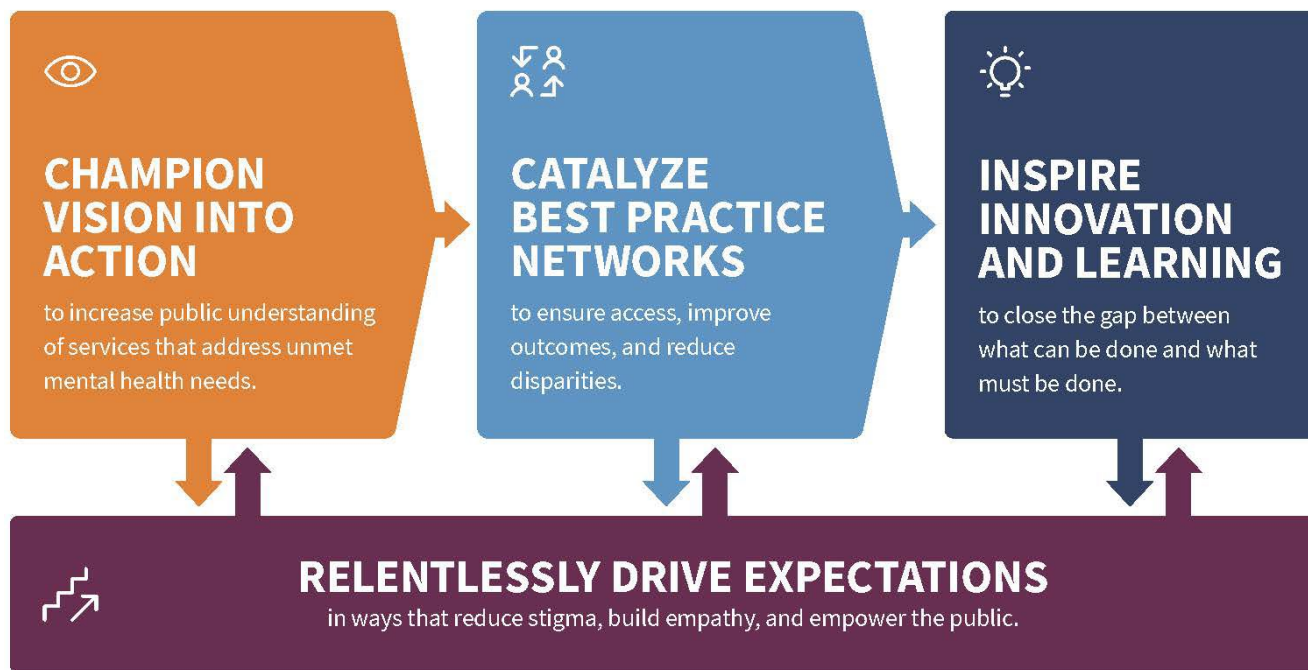 CHAMPION
VISION INTO
ACTION
to increase public understanding
of services that address unmet
mental health needs.
CATALYZE
BEST PRACTICE
NETWORKS
to ensure access, improve
outcomes, and reduce
disparities.
INSPIRE
INNOVATION
AND LEARNING
to close the gap between
what can be done and what
must be done.
RELENTLESSLY DRIVE EXPECTATIONS
in ways that reduce stigma, build empathy, and empower the public.